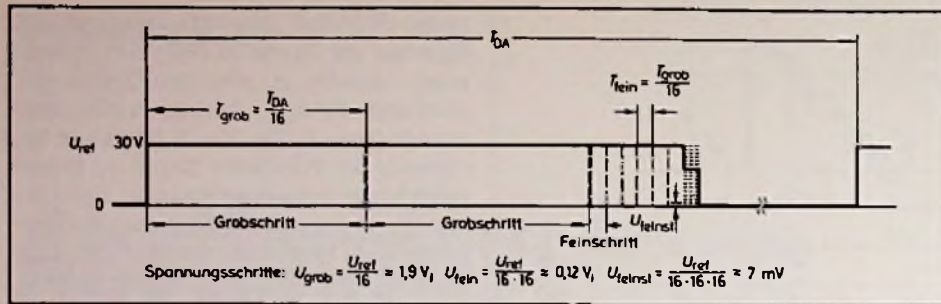 T_DA
T_fein = T_grob / 16
T_grob = T_DA / 16
U_ref 30 V
0
Grobschritt Grobschritt U_feinst
Feinschritt
Spannungsschritte: U_grob = U_ref / 16 ≈ 1,9 V, U_fein = U_ref / 16 · 16 ≈ 0,12 V, U_feinst = U_ref / 16 · 16 · 16 ≈ 7 mV